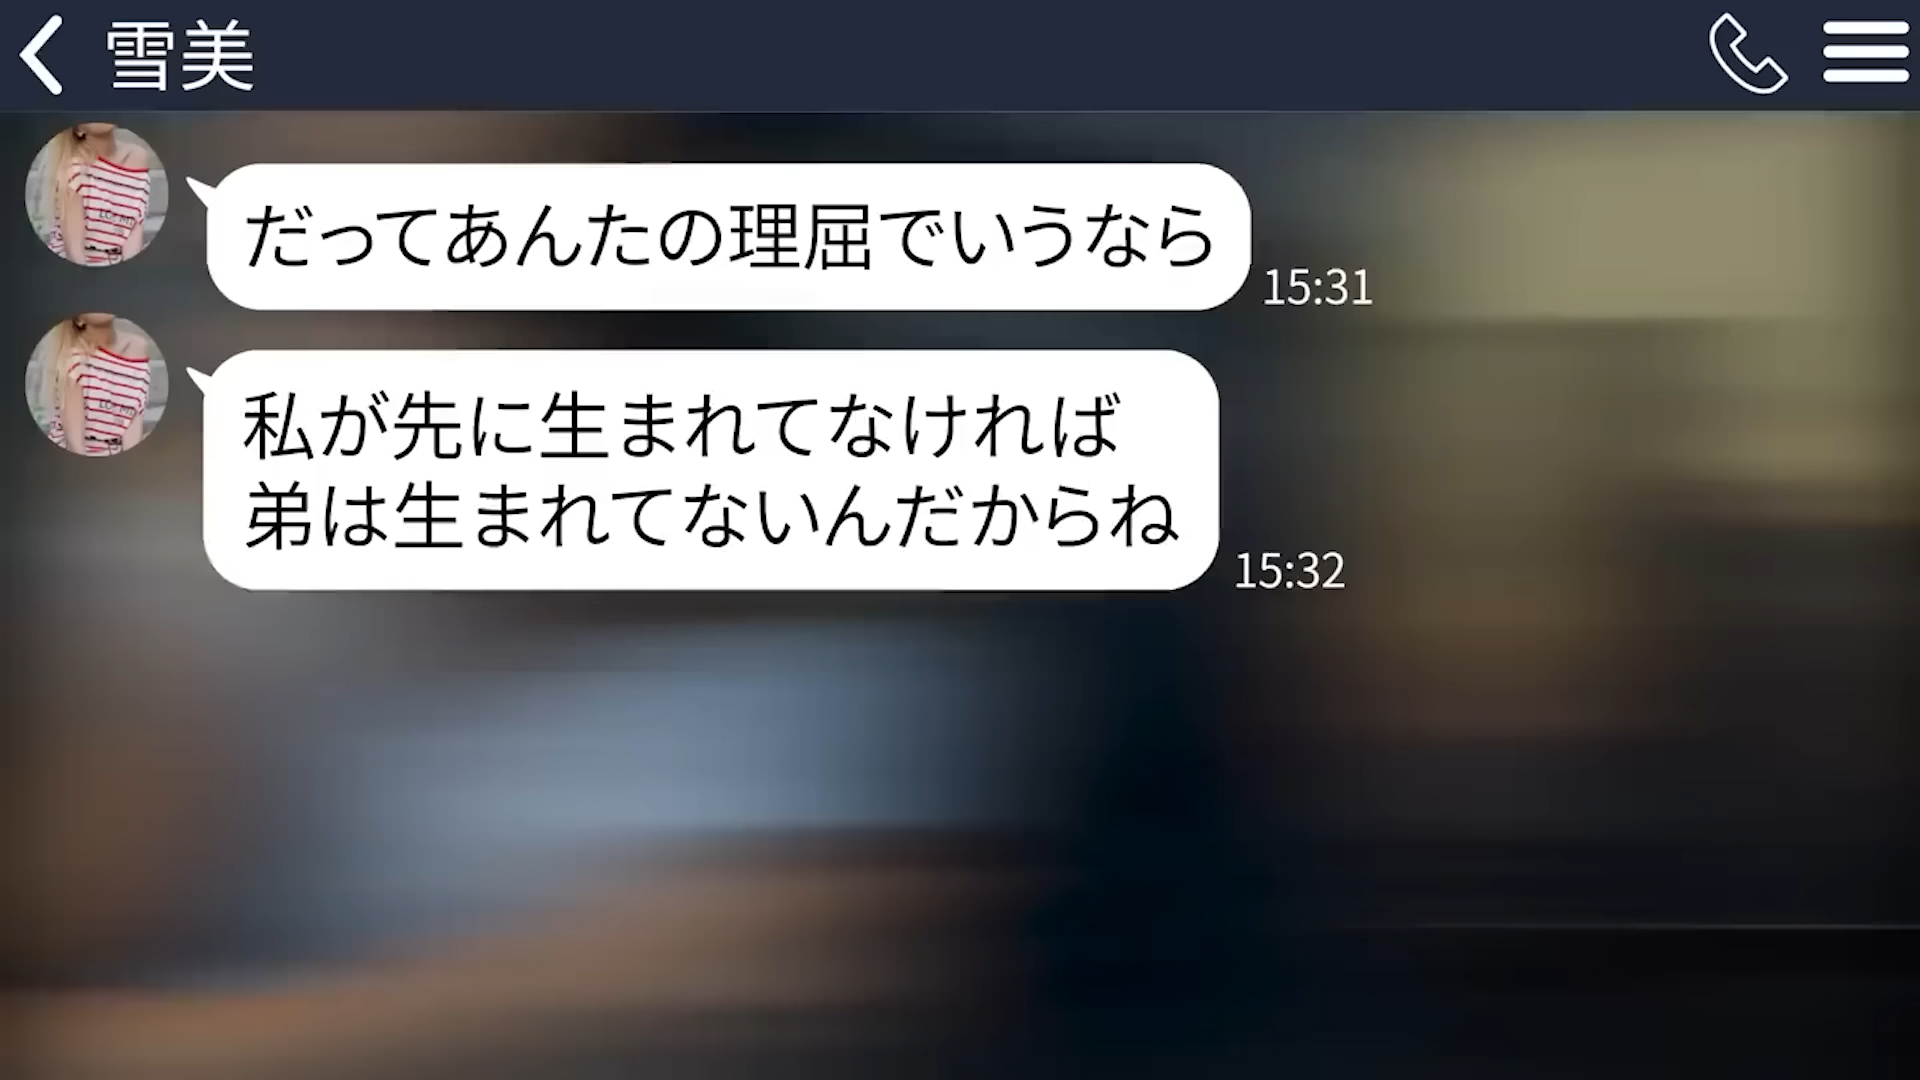 雪美
だってあんたの理屈でいうなら
15:31
私が先に生まれてなければ
弟は生まれてないんだからね
15:32